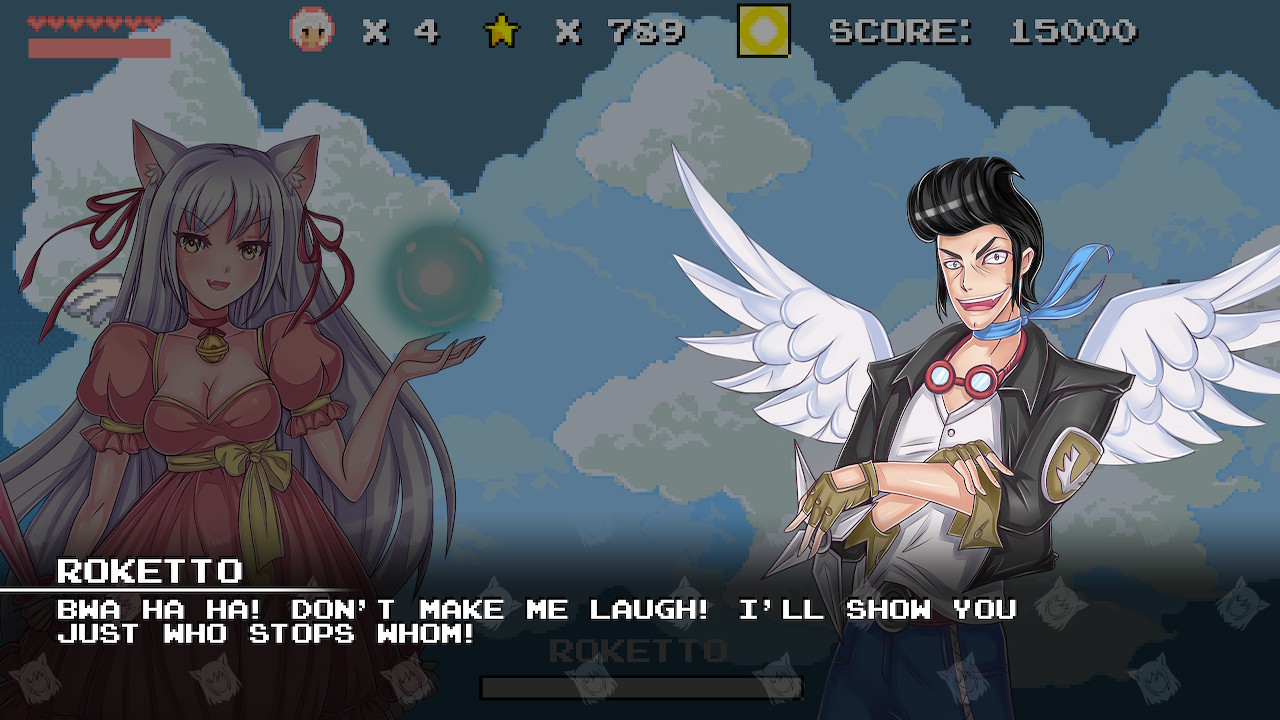 X 4 X 789 SCORE: 15000
ROKETTO
BWA HA HA! DON'T MAKE ME LAUGH! I'LL SHOW YOU
JUST WHO STOPS WHOM!
ROKETTO